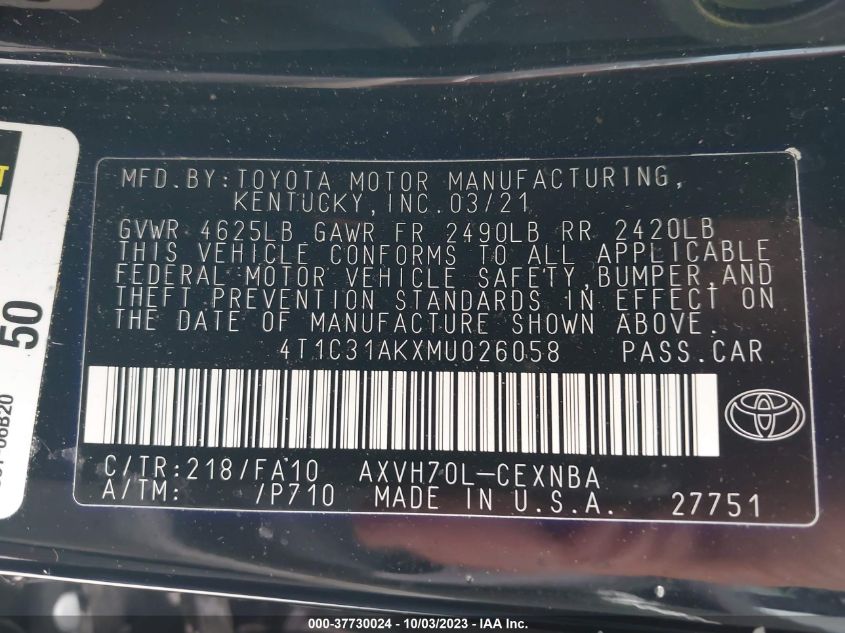 MFD.BY:TOYOTA MOTOR MANUFACTURING,
KENTUCKY,INC.03/21
GVWR 4625LB GAWR FR 2490LB RR 2420LB
THIS VEHICLE CONFORMS TO ALL APPLICABLE
FEDERAL MOTOR VEHICLE SAFETY,BUMPER,AND
THEFT PREVENTION STANDARDS IN EFFECT ON
THE DATE OF MANUFACTURE SHOWN ABOVE.
4T1C31AKXMU026058 PASS.CAR
C/TR:218/FA10 AXVH70L-CEXNBA
A/TM: /P710 MADE IN U.S.A. 27751
50
06B20
000-37730024 - 10/03/2023 - IAA Inc.